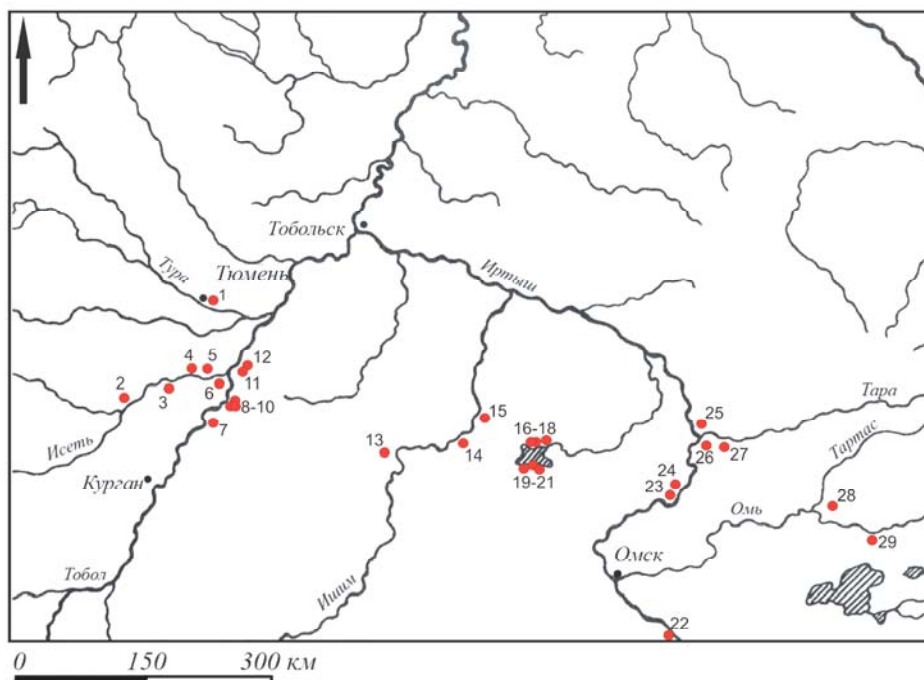 Тобольск
Иртыш
Тура
Тюмень
1
4
5
12
2
3
6
11
8-10
7
Исеть
Курган
13
14
15
16-18
19-21
25
Тара
26
27
Тартас
24
23
28
Омь
29
Омск
Тобол
Ишим
22
0 150 300 км